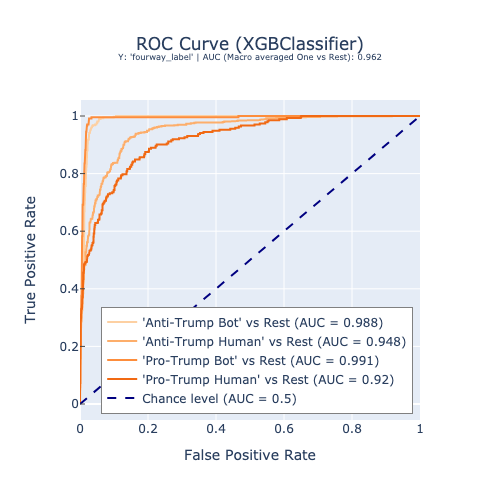 ROC Curve (XGBClassifier)
Y: 'fourway_label' | AUC (Macro averaged One vs Rest): 0.962
True Positive Rate
1
0.8
0.6
0.4
0.2
0
'Anti-Trump Bot' vs Rest (AUC = 0.988)
'Anti-Trump Human' vs Rest (AUC = 0.948)
'Pro-Trump Bot' vs Rest (AUC = 0.991)
'Pro-Trump Human' vs Rest (AUC = 0.92)
Chance level (AUC = 0.5)
0
0.2
0.4
0.6
0.8
1
False Positive Rate